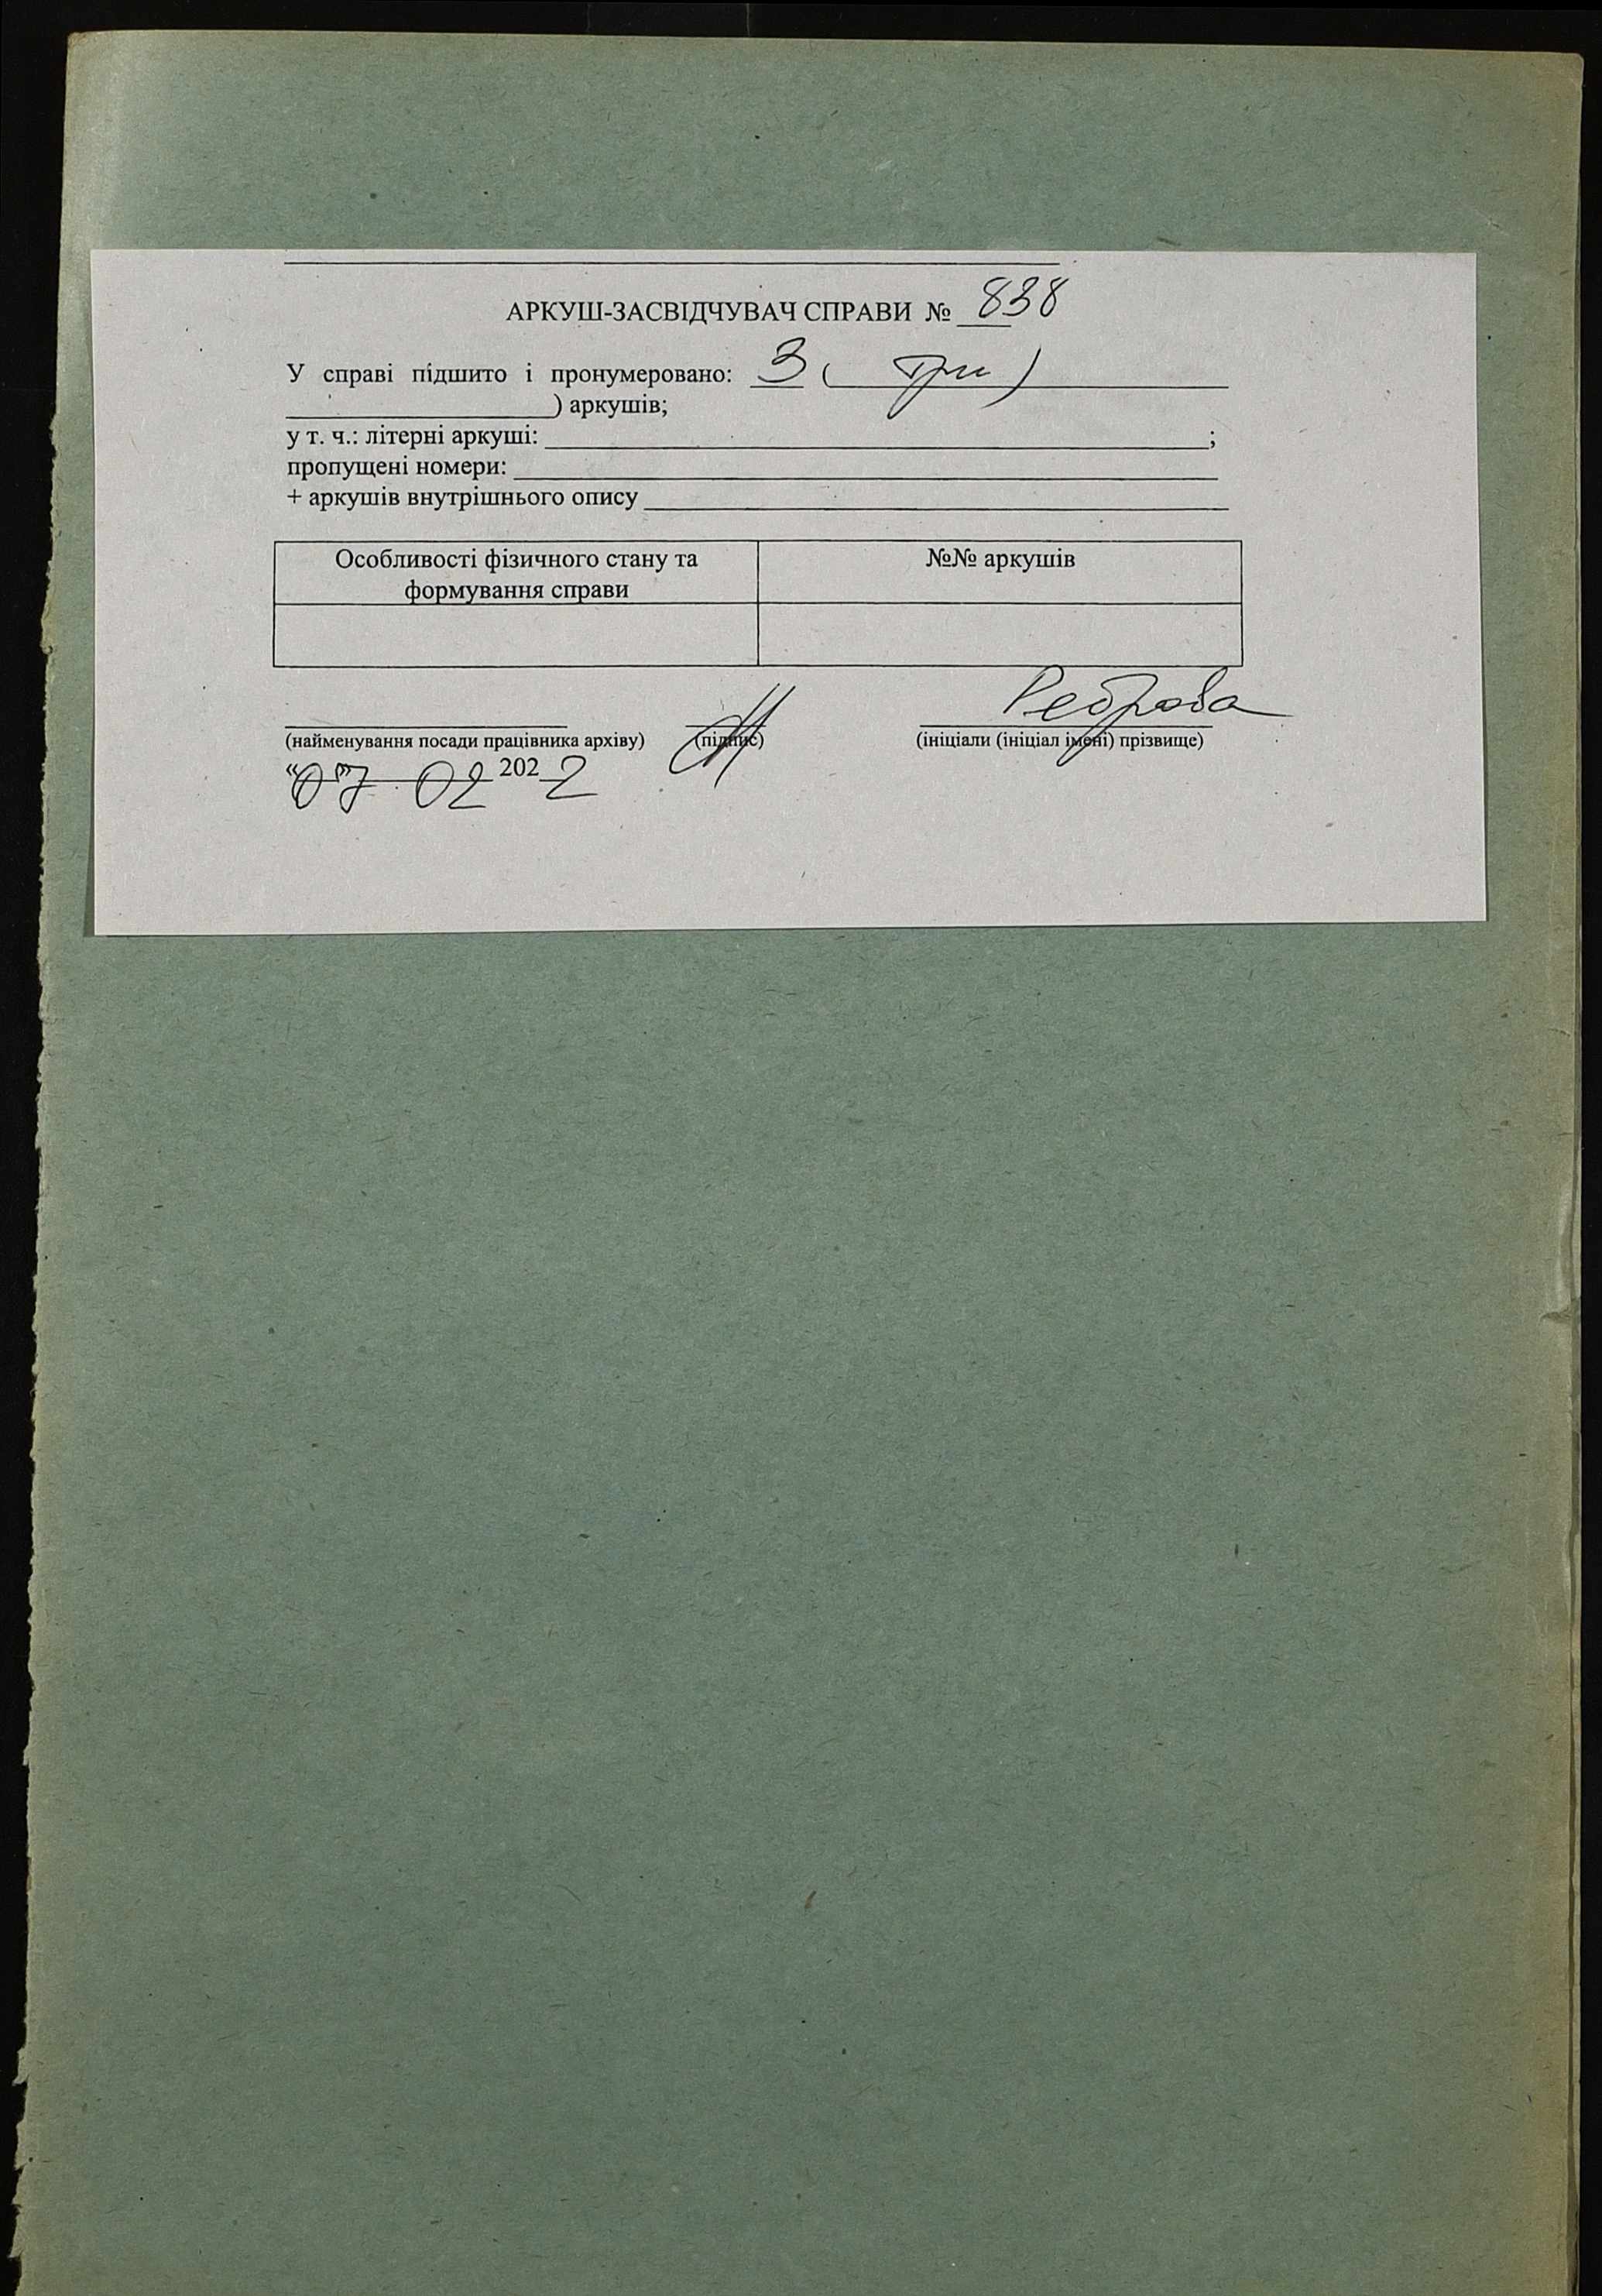 АРКУШ-ЗАСВІДЧУВАЧ СПРАВИ № 838
У справі підшито і пронумеровано: 3 ( три )
) аркушів;
у т. ч.: літерні аркуші: ;
пропущені номери:
+ аркушів внутрішнього опису
Особливості фізичного стану та формування справи
№№ аркушів
Реброва
(найменування посади працівника архіву) (підпис) (ініціали (ініціал імені) прізвище)
“07” 02 2022